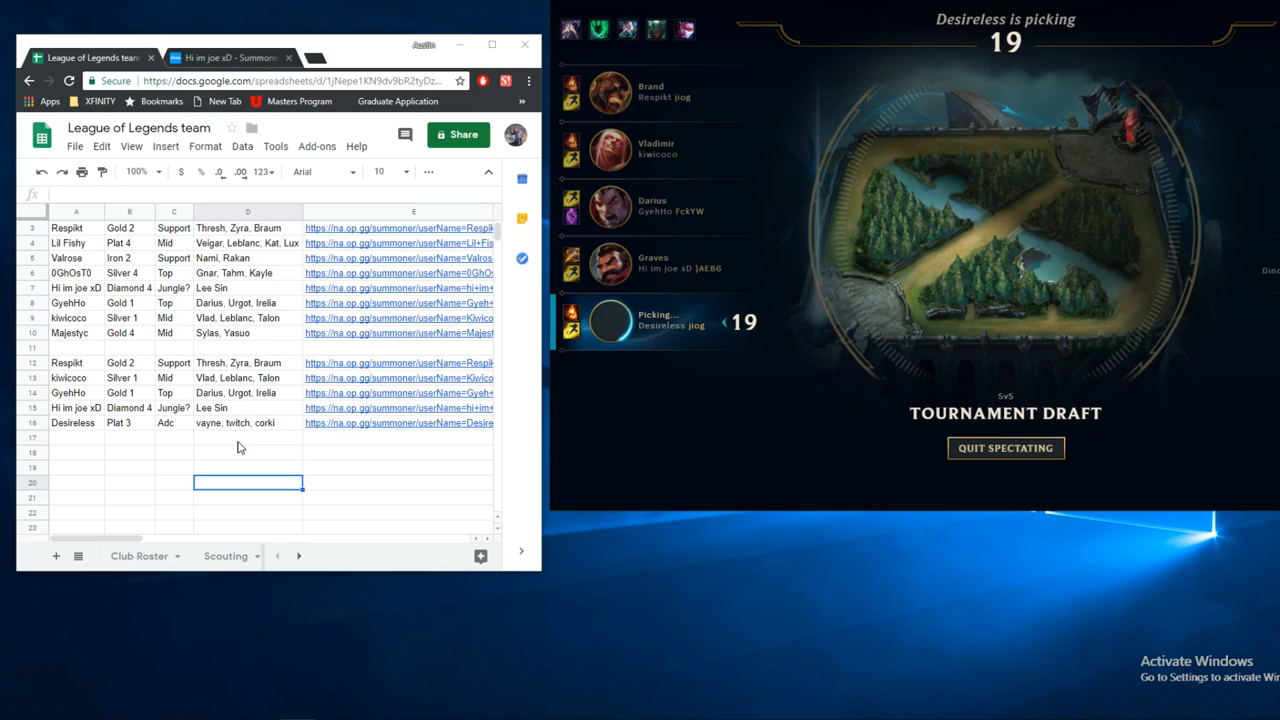 Austin
League of Legends team
Hi im joe xD - Summone
Secure
https://docs.google.com/spreadsheets/d/1jNepe1KN9dv9bR2tyDz...
Apps XFINITY Bookmarks New Tab Masters Program Graduate Application »
League of Legends team
Share
File Edit View Insert Format Data Tools Add-ons Help
100% $ % .0 .00 123 Arial 10
fx
A B C D E
3 Respikt Gold 2 Support Thresh, Zyra, Braum https://na.op.gg/summoner/userName=Respik
4 Lil Fishy Plat 4 Mid Veigar, Leblanc, Kat, Lux https://na.op.gg/summoner/userName=Lil+Fis
5 Valrose Iron 2 Support Nami, Rakan https://na.op.gg/summoner/userName=Valros
6 0GhOsT0 Silver 4 Top Gnar, Tahm, Kayle https://na.op.gg/summoner/userName=0GhOs
7 Hi im joe xD Diamond 4 Jungle? Lee Sin https://na.op.gg/summoner/userName=hi+im+
8 GyehHo Gold 1 Top Darius, Urgot, Irelia https://na.op.gg/summoner/userName=Gyeh+
9 kiwicoco Silver 1 Mid Vlad, Leblanc, Talon https://na.op.gg/summoner/userName=Kiwico
10 Majestyc Gold 4 Mid Sylas, Yasuo https://na.op.gg/summoner/userName=Majest
11
12 Respikt Gold 2 Support Thresh, Zyra, Braum https://na.op.gg/summoner/userName=Respik
13 kiwicoco Silver 1 Mid Vlad, Leblanc, Talon https://na.op.gg/summoner/userName=Kiwico
14 GyehHo Gold 1 Top Darius, Urgot, Irelia https://na.op.gg/summoner/userName=Gyeh+
15 Hi im joe xD Diamond 4 Jungle? Lee Sin https://na.op.gg/summoner/userName=hi+im+
16 Desireless Plat 3 Adc vayne, twitch, corki https://na.op.gg/summoner/userName=Desire
17
18
19
20
21
22
23
Club Roster
Scouting
Desireless is picking
19
Brand
Respikt jiog
Vladimir
kiwicoco
Darius
GyehHo FckYW
Graves
Hi im joe xD ]AE86
Picking...
Desireless jiog
19
Dinc
5v5
TOURNAMENT DRAFT
QUIT SPECTATING
Activate Windows
Go to Settings to activate Win